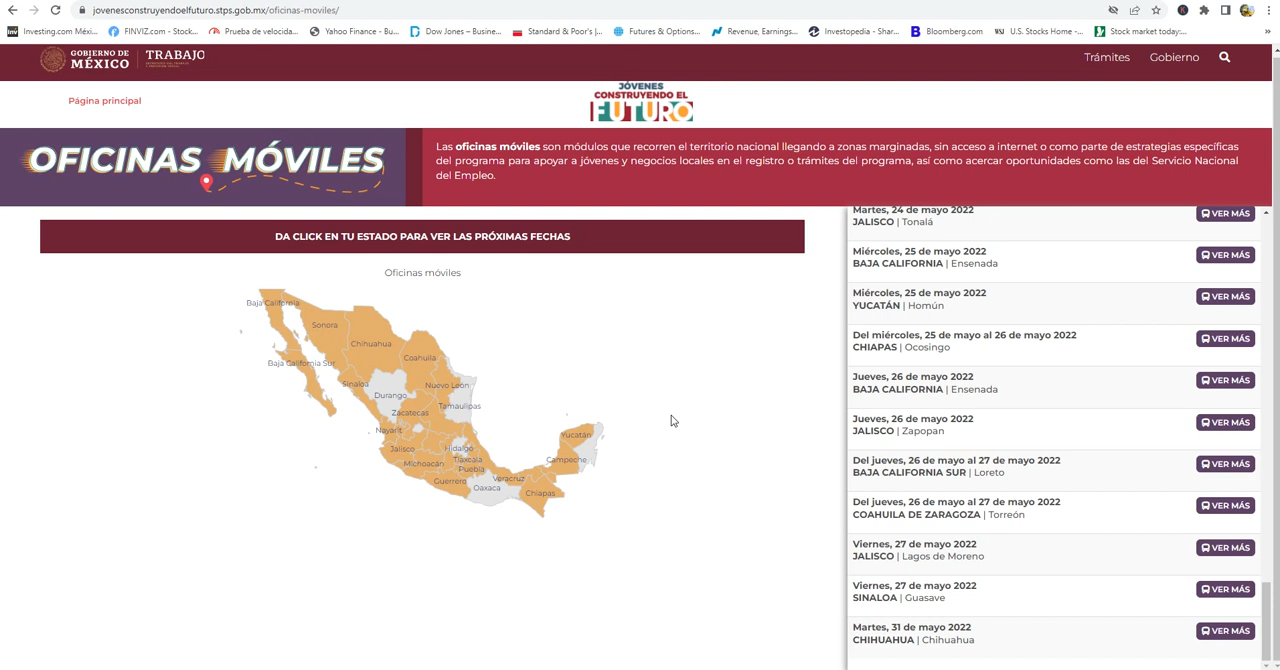 jovenesconstruyendoelfuturo.stps.gob.mx/oficinas-moviles/
Investing.com Méxi...
FINVIZ.com - Stock...
Prueba de velocida...
Yahoo Finance - Bu...
Dow Jones – Busine...
Standard & Poor's |...
Futures & Options...
Revenue, Earnings,...
Investopedia - Shar...
Bloomberg.com
U.S. Stocks Home -...
Stock market today:...
GOBIERNO DE MÉXICO
TRABAJO
Trámites
Gobierno
Página principal
JÓVENES
CONSTRUYENDO EL
FUTURO
OFICINAS MÓVILES
Las oficinas móviles son módulos que recorren el territorio nacional llegando a zonas marginadas, sin acceso a internet o como parte de estrategias específicas
del programa para apoyar a jóvenes y negocios locales en el registro o trámites del programa, así como acercar oportunidades como las del Servicio Nacional
del Empleo.
DA CLICK EN TU ESTADO PARA VER LAS PRÓXIMAS FECHAS
Oficinas móviles
Baja California
Sonora
Chihuahua
Coahuila
Baja California Sur
Sinaloa
Nuevo León
Durango
Tamaulipas
Zacatecas
Nayarit
Yucatán
Jalisco
Hidalgo
Michoacán
Tlaxcala
Campeche
Puebla
Guerrero
Veracruz
Oaxaca
Chiapas
Martes, 24 de mayo 2022
JALISCO | Tonalá
VER MÁS
Miércoles, 25 de mayo 2022
BAJA CALIFORNIA | Ensenada
VER MÁS
Miércoles, 25 de mayo 2022
YUCATÁN | Homún
VER MÁS
Del miércoles, 25 de mayo al 26 de mayo 2022
CHIAPAS | Ocosingo
VER MÁS
Jueves, 26 de mayo 2022
BAJA CALIFORNIA | Ensenada
VER MÁS
Jueves, 26 de mayo 2022
JALISCO | Zapopan
VER MÁS
Del jueves, 26 de mayo al 27 de mayo 2022
BAJA CALIFORNIA SUR | Loreto
VER MÁS
Del jueves, 26 de mayo al 27 de mayo 2022
COAHUILA DE ZARAGOZA | Torreón
VER MÁS
Viernes, 27 de mayo 2022
JALISCO | Lagos de Moreno
VER MÁS
Viernes, 27 de mayo 2022
SINALOA | Guasave
VER MÁS
Martes, 31 de mayo 2022
CHIHUAHUA | Chihuahua
VER MÁS